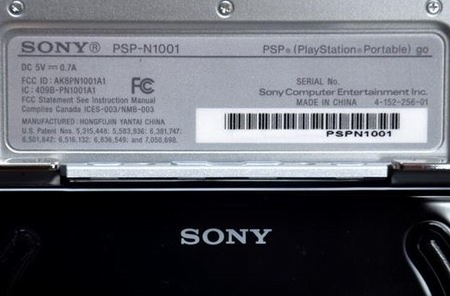 SONY® PSP-N1001 PSP® (PlayStation®Portable) go
DC 5V ⎓ 0.7A
FCC ID: AK8PN1001A1
IC: 409B-PN1001A1
FCC Statement See Instruction Manual
Complies Canada ICES-003/NMB-003
FC
SERIAL No.
Sony Computer Entertainment Inc.
MADE IN CHINA 4-152-256-01
MANUFACTURED: HONGFUJIN YANTAI CHINA
U.S. Patent Nos. 5,315,448; 5,583,936; 6,381,747;
6,501,842; 6,516,132; 6,836,549; and 7,058,698.
PSPN1001
SONY